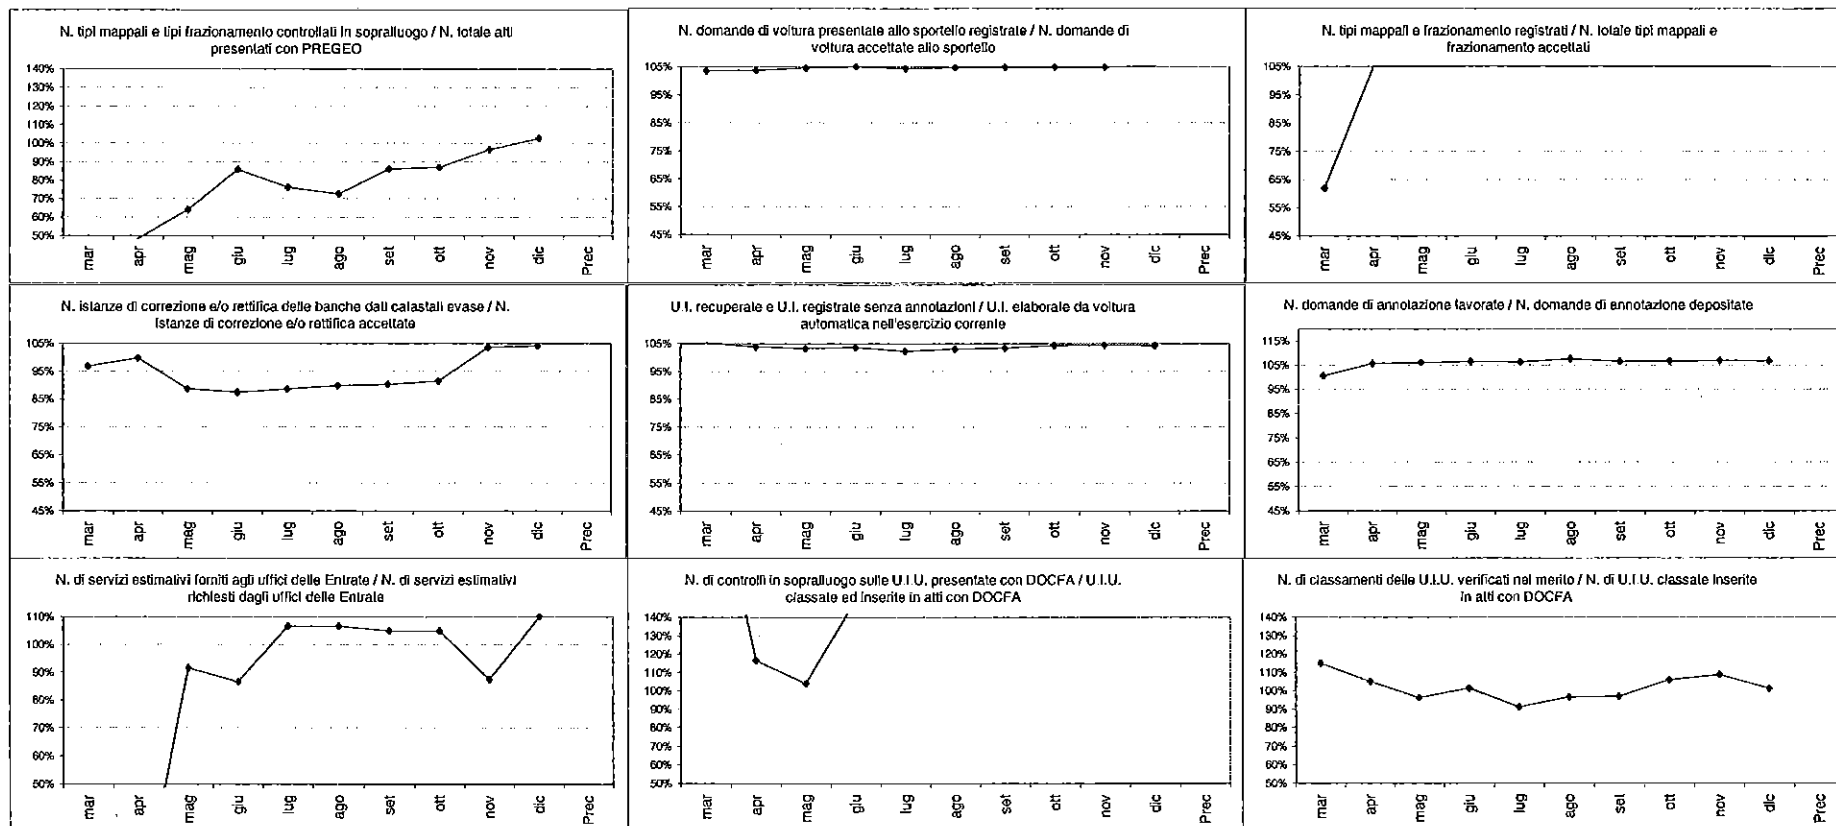 N. tipi mappali e tipi frazionamento controllati in sopralluogo / N. totale atti
presentati con PREGEO
140%
130%
120%
110%
100%
90%
80%
70%
60%
50%
mar
apr
mag
giu
lug
ago
set
ott
nov
dic
Prec
N. domande di voltura presentate allo sportello registrate / N. domande di
voltura accettate allo sportello
105%
95%
85%
75%
65%
55%
45%
mar
apr
mag
giu
lug
ago
set
ott
nov
dic
Prec
N. tipi mappali e frazionamento registrati / N. totale tipi mappali e
frazionamento accettati
105%
95%
85%
75%
65%
55%
45%
mar
apr
mag
giu
lug
ago
set
ott
nov
dic
Prec
N. istanze di correzione e/o rettifica delle banche dati catastali evase / N.
istanze di correzione e/o rettifica accettate
105%
95%
85%
75%
65%
55%
45%
mar
apr
mag
giu
lug
ago
set
ott
nov
dic
Prec
U.I. recuperate e U.I. registrate senza annotazioni / U.I. elaborate da voltura
automatica nell'esercizio corrente
105%
95%
85%
75%
65%
55%
45%
mar
apr
mag
giu
lug
ago
set
ott
nov
dic
Prec
N. domande di annotazione lavorate / N. domande di annotazione depositate
115%
105%
95%
85%
75%
65%
55%
45%
mar
apr
mag
giu
lug
ago
set
ott
nov
dic
Prec
N. di servizi estimativi forniti agli uffici delle Entrate / N. di servizi estimativi
richiesti dagli uffici delle Entrate
110%
100%
90%
80%
70%
60%
50%
mar
apr
mag
giu
lug
ago
set
ott
nov
dic
Prec
N. di controlli in sopralluogo sulle U.I.U. presentate con DOCFA / U.I.U.
classate ed inserite in atti con DOCFA
140%
130%
120%
110%
100%
90%
80%
70%
60%
50%
mar
apr
mag
giu
lug
ago
set
ott
nov
dic
Prec
N. di classamenti delle U.I.U. verificati nel merito / N. di U.I.U. classate inserite
in atti con DOCFA
140%
130%
120%
110%
100%
90%
80%
70%
60%
50%
mar
apr
mag
giu
lug
ago
set
ott
nov
dic
Prec